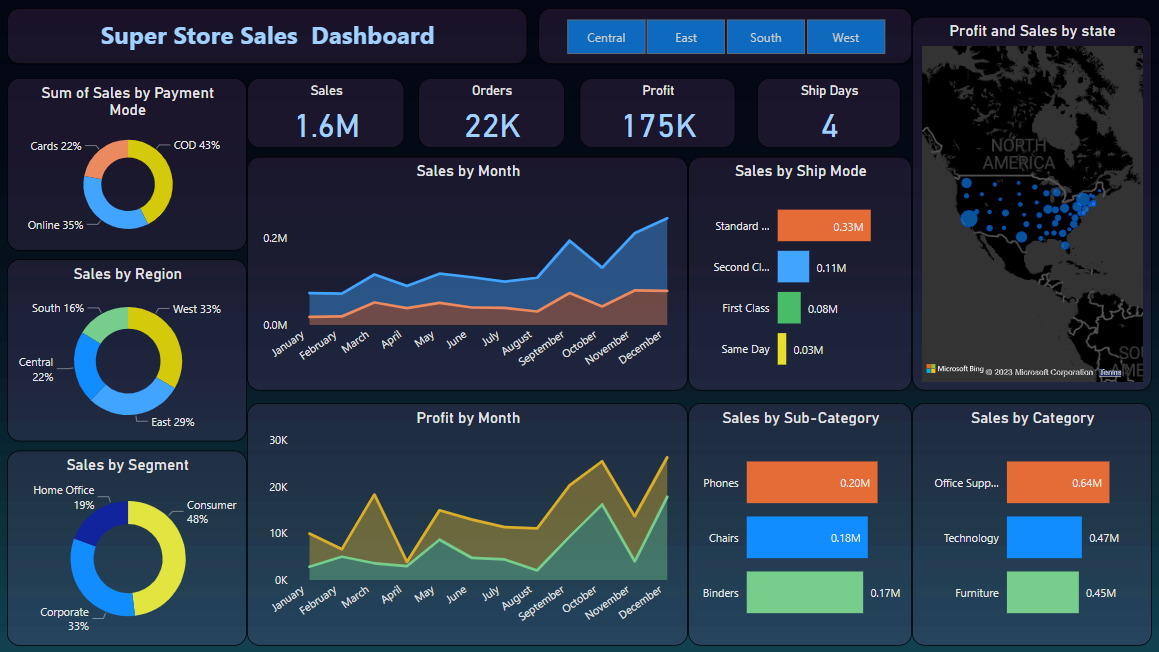 Super Store Sales  Dashboard
Central
East
South
West
Profit and Sales by state
Sum of Sales by Payment
Mode
Cards 22%
COD 43%
Online 35%
Sales
1.6M
Orders
22K
Profit
175K
Ship Days
4
NORTH
AMERICA
SOU
AME
Microsoft Bing
© 2023 Microsoft Corporation
Terms
Sales by Month
0.2M
0.0M
January
February
March
April
May
June
July
August
September
October
November
December
Sales by Ship Mode
Standard ...
0.33M
Second Cl...
0.11M
First Class
0.08M
Same Day
0.03M
Sales by Region
South 16%
West 33%
Central
22%
East 29%
Profit by Month
30K
20K
10K
0K
January
February
March
April
May
June
July
August
September
October
November
December
Sales by Sub-Category
Phones
0.20M
Chairs
0.18M
Binders
0.17M
Sales by Category
Office Supp...
0.64M
Technology
0.47M
Furniture
0.45M
Sales by Segment
Home Office
19%
Consumer
48%
Corporate
33%